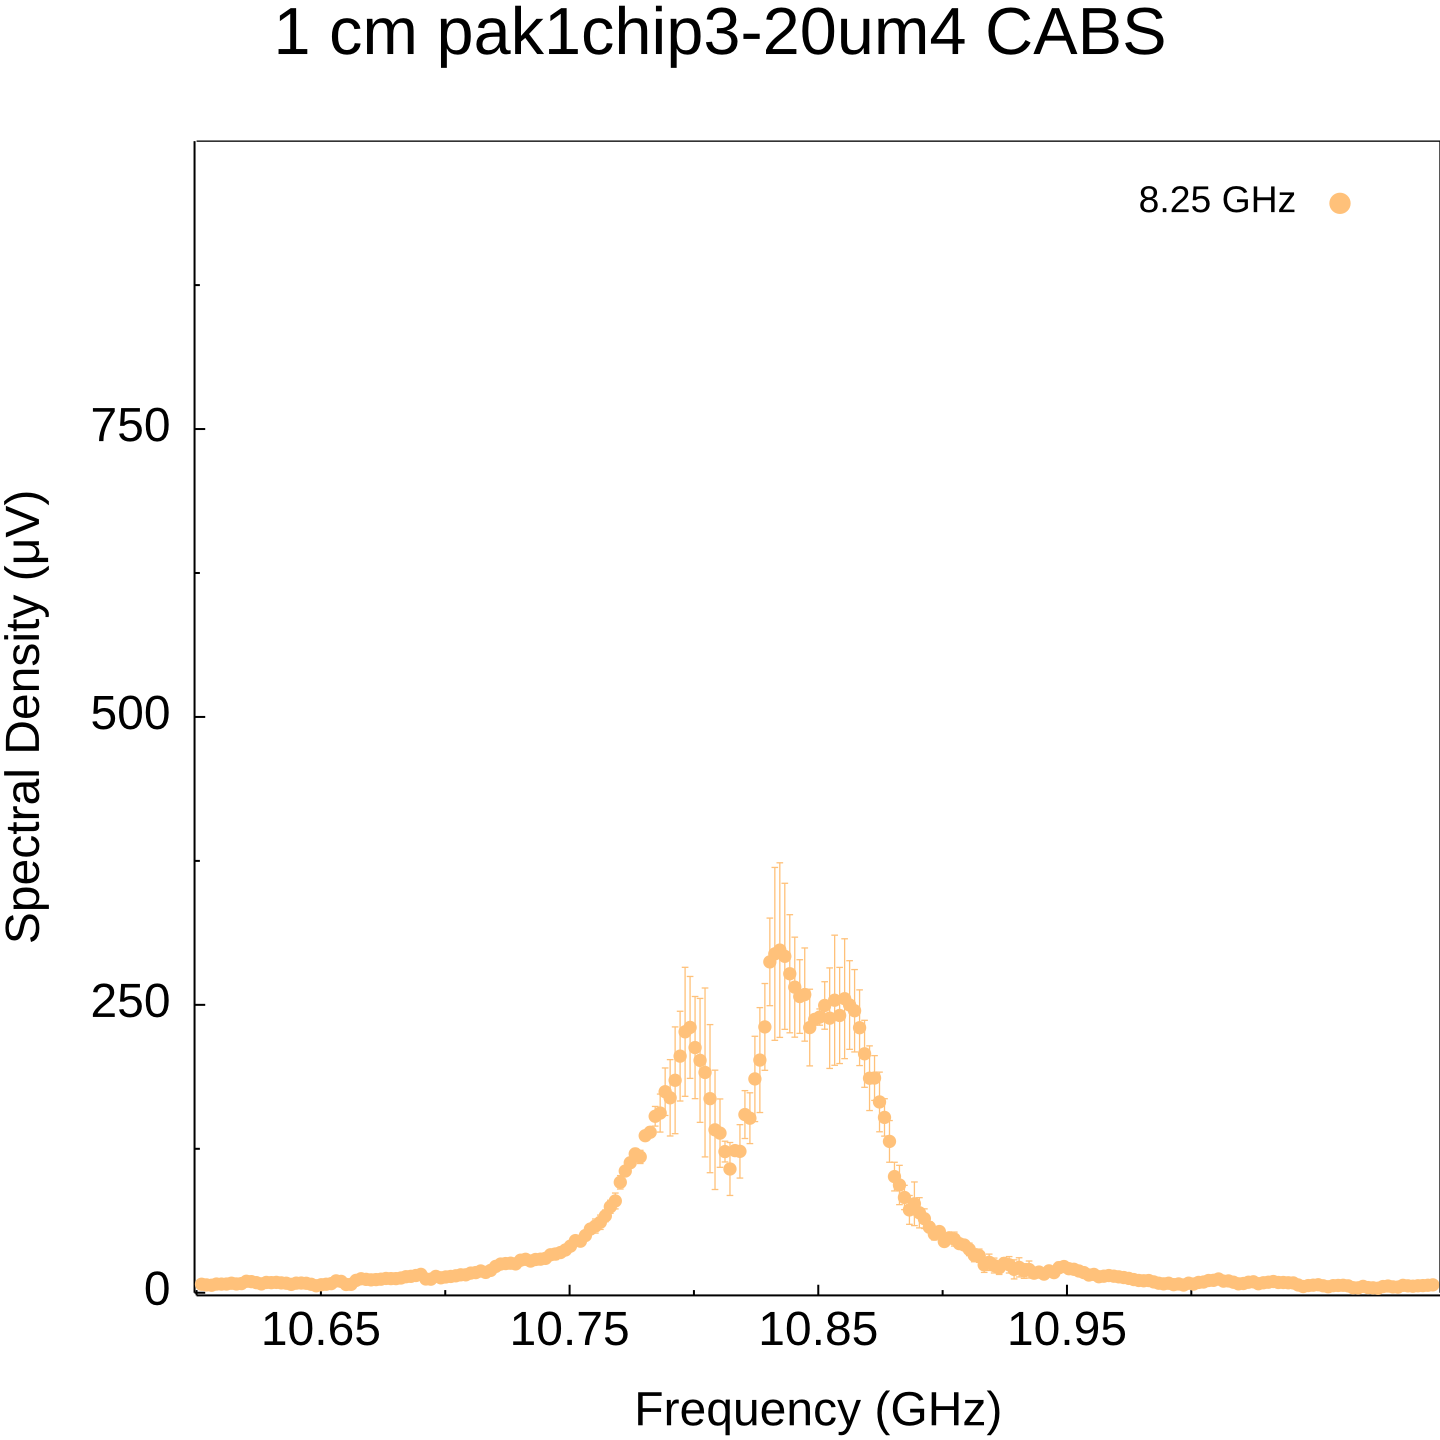 1 cm pak1chip3-20um4 CABS
8.25 GHz
Spectral Density (μV)
750
500
250
0
10.65
10.75
10.85
10.95
Frequency (GHz)